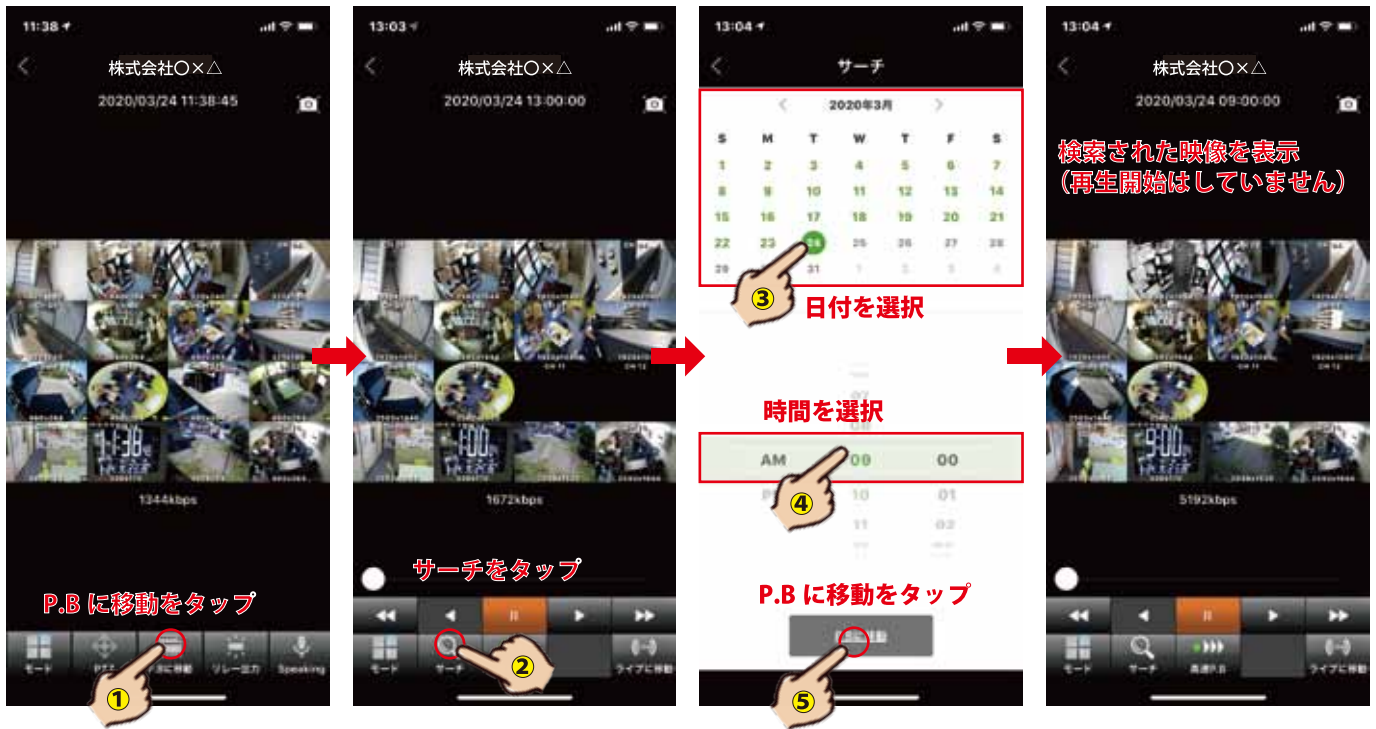 11:38
株式会社〇×△
2020/03/24 11:38:45
1344kbps
P.B に移動をタップ
モード
PTZ
P.Bに移動
リレー出力
Speaking
①
13:03
株式会社〇×△
2020/03/24 13:00:00
1672kbps
サーチをタップ
モード
サーチ
②
13:04
サーチ
2020年3月
S M T W T F S
1 2 3 4 5 6 7
8 9 10 11 12 13 14
15 16 17 18 19 20 21
22 23 24 25 26 27 28
29 31 1 2 3 4
③
日付を選択
07
時間を選択
08
AM 09 00
④
10 01
11 02
P.B に移動をタップ
⑤
13:04
株式会社〇×△
2020/03/24 09:00:00
検索された映像を表示
（再生開始はしていません）
5192kbps
モード
サーチ
高速P.B
ライブに移動